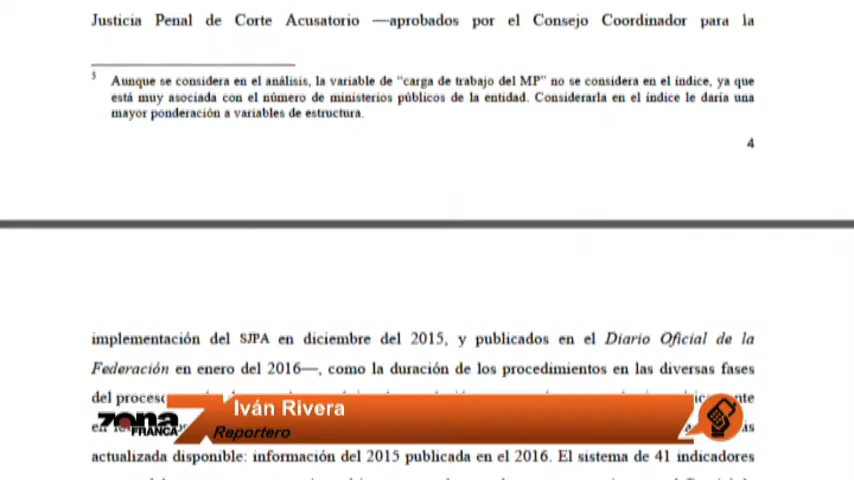 Justicia Penal de Corte Acusatorio —aprobados por el Consejo Coordinador para la
5 Aunque se considera en el análisis, la variable de "carga de trabajo del MP" no se considera en el índice, ya que
está muy asociada con el número de ministerios públicos de la entidad. Considerarla en el índice le daría una
mayor ponderación a variables de estructura.
4
implementación del SJPA en diciembre del 2015, y publicados en el Diario Oficial de la
Federación en enero del 2016—, como la duración de los procedimientos en las diversas fases
del
Iván Rivera
zona
FRANCA
Reportero
actualizada disponible: información del 2015 publicada en el 2016. El sistema de 41 indicadores